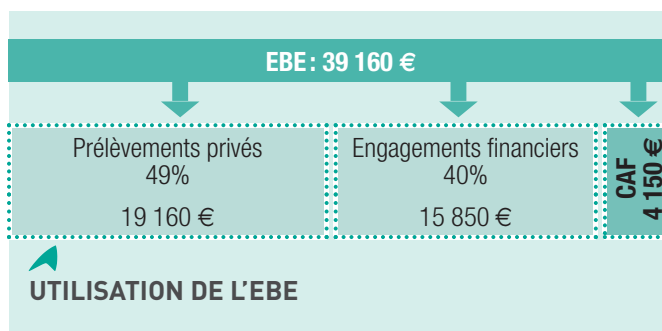 EBE : 39 160 €
Prélèvements privés
49%
19 160 €
Engagements financiers
40%
15 850 €
CAF
4 150 €
UTILISATION DE L'EBE